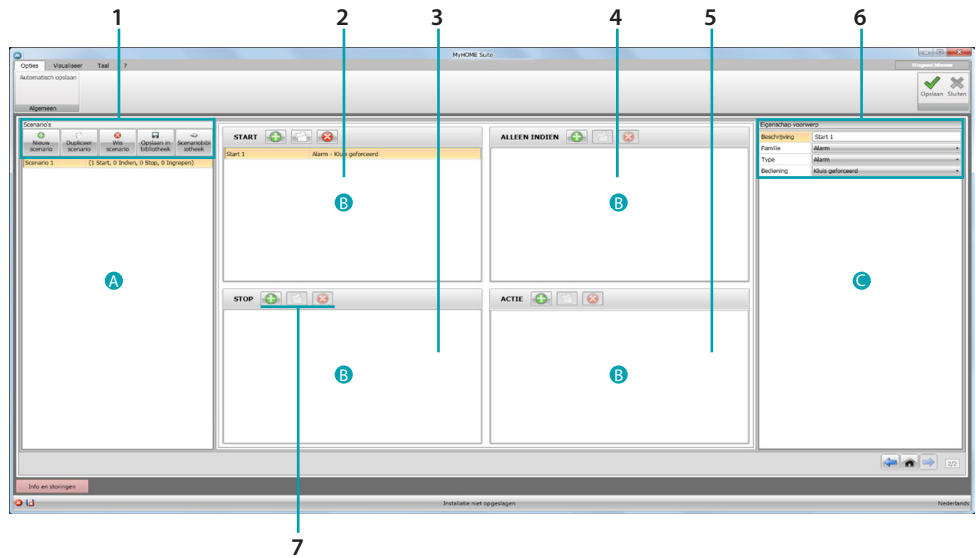 1 2 3 4 5 6
MyHOME Suite
Opties Visualiseer Taal ?
Automatisch opslaan
Algemeen
Opslaan Sluiten
Scenario's
Nieuw scenario
Dupliceer scenario
Wis scenario
Opslaan in bibliotheek
Scenariobibliotheek
Scenario 1 (1 Start, 0 Indien, 0 Stop, 0 Ingrepen)
A
START
Start 1 Alarm - Kluis geforceerd
B
ALLEEN INDIEN
B
STOP
B
ACTIE
B
Eigenschap voorwerp
Beschrijving Start 1
Familie Alarm
Type Alarm
Bediening Kluis geforceerd
C
2/2
Info en storingen
Installatie niet opgeslagen
Nederlands
7